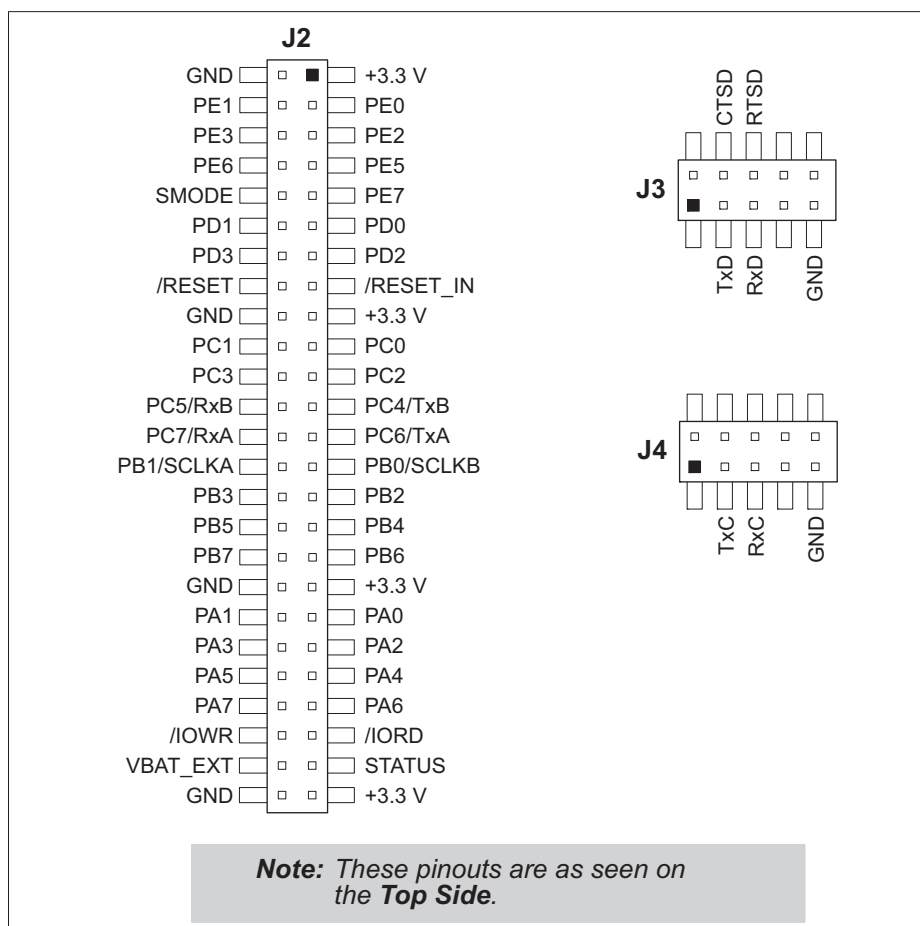 J2
GND +3.3 V
PE1 PE0
PE3 PE2
PE6 PE5
SMODE PE7
PD1 PD0
PD3 PD2
/RESET /RESET_IN
GND +3.3 V
PC1 PC0
PC3 PC2
PC5/RxB PC4/TxB
PC7/RxA PC6/TxA
PB1/SCLKA PB0/SCLKB
PB3 PB2
PB5 PB4
PB7 PB6
GND +3.3 V
PA1 PA0
PA3 PA2
PA5 PA4
PA7 PA6
/IOWR /IORD
VBAT_EXT STATUS
GND +3.3 V
CTSD RTSD
J3
TxD RxD GND
J4
TxC RxC GND
Note: These pinouts are as seen on
the Top Side.